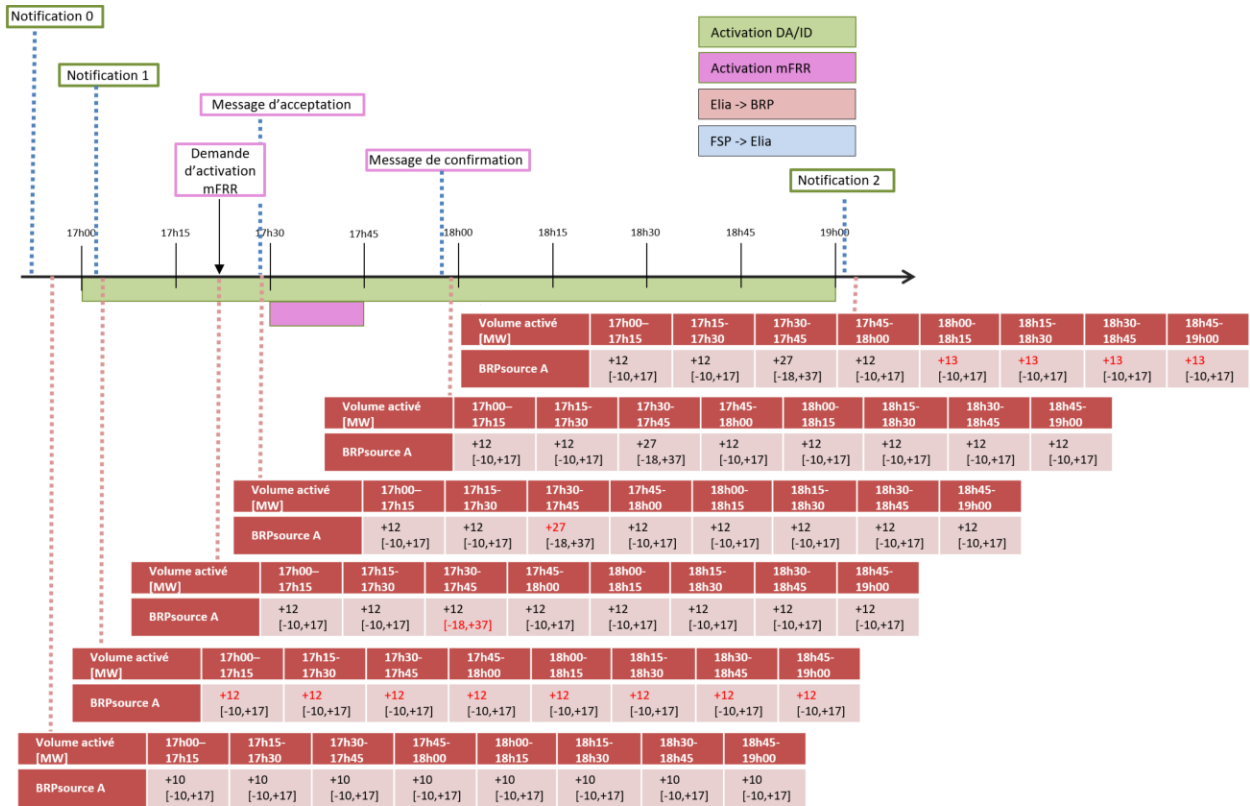 Notification 0
Activation DA/ID
Notification 1
Activation mFRR
Message d'acceptation
Elia -> BRP
Demande
d'activation
mFRR
Message de confirmation
FSP -> Elia
Notification 2
17h00 17h15 17h30 17h45 18h00 18h15 18h30 18h45 19h00
Volume activé 17h00– 17h15- 17h30- 17h45- 18h00- 18h15- 18h30- 18h45-
[MW] 17h15 17h30 17h45 18h00 18h15 18h30 18h45 19h00
+12 +12 +27 +12 +13 +13 +13 +13
BRPsource A
[-10,+17] [-10,+17] [-18,+37] [-10,+17] [-10,+17] [-10,+17] [-10,+17] [-10,+17]
Volume activé 17h00– 17h15- 17h30- 17h45- 18h00- 18h15- 18h30- 18h45-
[MW] 17h15 17h30 17h45 18h00 18h15 18h30 18h45 19h00
+12 +12 +27 +12 +12 +12 +12 +12
BRPsource A
[-10,+17] [-10,+17] [-18,+37] [-10,+17] [-10,+17] [-10,+17] [-10,+17] [-10,+17]
Volume activé 17h00– 17h15- 17h30- 17h45- 18h00- 18h15- 18h30- 18h45-
[MW] 17h15 17h30 17h45 18h00 18h15 18h30 18h45 19h00
+12 +12 +27 +12 +12 +12 +12 +12
BRPsource A
[-10,+17] [-10,+17] [-18,+37] [-10,+17] [-10,+17] [-10,+17] [-10,+17] [-10,+17]
Volume activé 17h00– 17h15- 17h30- 17h45- 18h00- 18h15- 18h30- 18h45-
[MW] 17h15 17h30 17h45 18h00 18h15 18h30 18h45 19h00
+12 +12 +12 +12 +12 +12 +12 +12
BRPsource A
[-10,+17] [-10,+17] [-18,+37] [-10,+17] [-10,+17] [-10,+17] [-10,+17] [-10,+17]
Volume activé 17h00– 17h15- 17h30- 17h45- 18h00- 18h15- 18h30- 18h45-
[MW] 17h15 17h30 17h45 18h00 18h15 18h30 18h45 19h00
+12 +12 +12 +12 +12 +12 +12 +12
BRPsource A
[-10,+17] [-10,+17] [-10,+17] [-10,+17] [-10,+17] [-10,+17] [-10,+17] [-10,+17]
Volume activé 17h00– 17h15- 17h30- 17h45- 18h00- 18h15- 18h30- 18h45-
[MW] 17h15 17h30 17h45 18h00 18h15 18h30 18h45 19h00
+10 +10 +10 +10 +10 +10 +10 +10
BRPsource A
[-10,+17] [-10,+17] [-10,+17] [-10,+17] [-10,+17] [-10,+17] [-10,+17] [-10,+17]